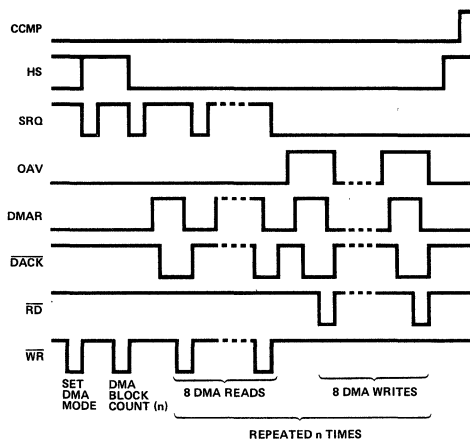 CCMP
HS
SRQ
OAV
DMAR
DACK
RD
WR
SET
DMA
MODE
DMA
BLOCK
COUNT (n)
8 DMA READS
8 DMA WRITES
REPEATED n TIMES